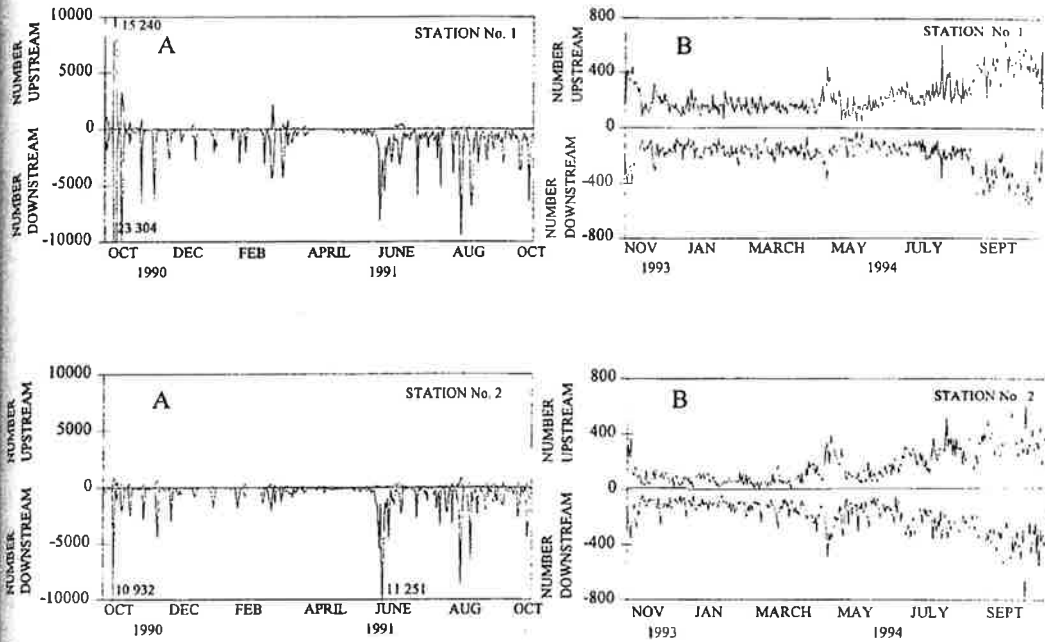 10000
15 240
A
STATION No. 1
NUMBER
UPSTREAM
5000
0
NUMBER
DOWNSTREAM
-5000
23 304
-10000
OCT DEC FEB APRIL JUNE AUG OCT
1990 1991
800
B
STATION No. 1
NUMBER
UPSTREAM
400
0
NUMBER
DOWNSTREAM
-400
-800
NOV JAN MARCH MAY JULY SEPT
1993 1994
10000
A
STATION No. 2
NUMBER
UPSTREAM
5000
0
NUMBER
DOWNSTREAM
-5000
10 932
11 251
-10000
OCT DEC FEB APRIL JUNE AUG OCT
1990 1991
800
B
STATION No. 2
NUMBER
UPSTREAM
400
0
NUMBER
DOWNSTREAM
-400
-800
NOV JAN MARCH MAY JULY SEPT
1993 1994